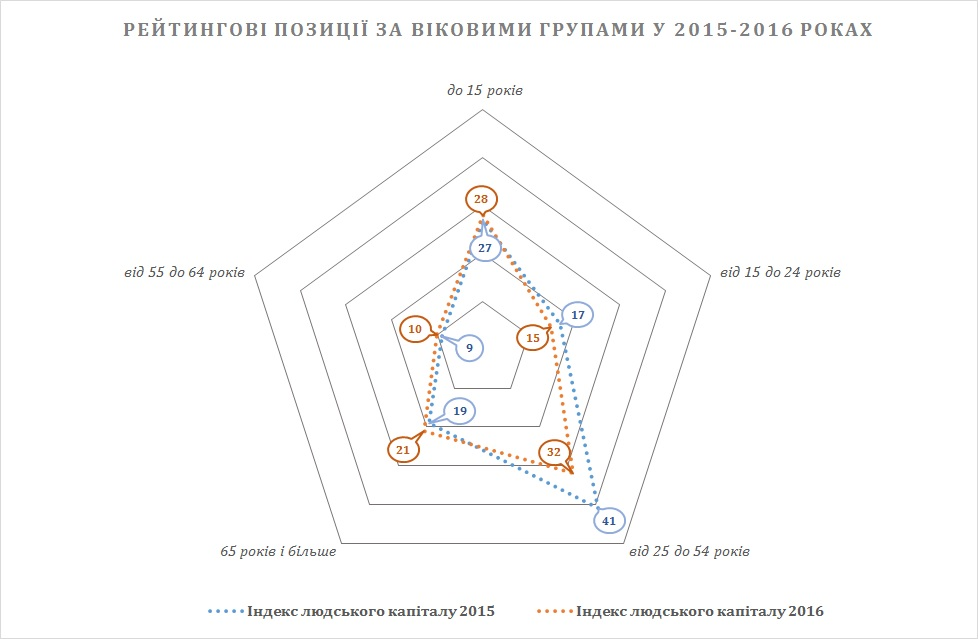 РЕЙТИНГОВІ ПОЗИЦІЇ ЗА ВІКОВИМИ ГРУПАМИ У 2015-2016 РОКАХ
до 15 років
28
27
від 55 до 64 років
від 15 до 24 років
17
10
15
9
19
21
32
41
65 років і більше
від 25 до 54 років
Індекс людського капіталу 2015
Індекс людського капіталу 2016